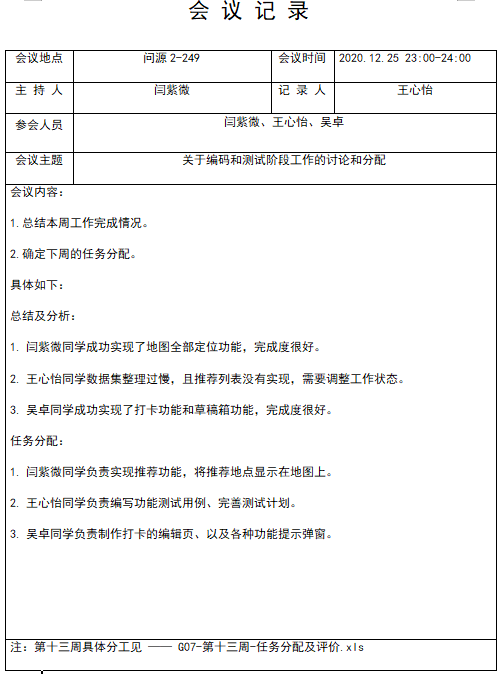 会 议 记 录
会议地点 问源 2-249 会议时间 2020.12.25 23:00-24:00
主 持 人 闫紫微 记 录 人 王心怡
参会人员 闫紫微、王心怡、吴卓
会议主题 关于编码和测试阶段工作的讨论和分配
会议内容：
1.总结本周工作完成情况。
2.确定下周的任务分配。
具体如下：
总结及分析：
1. 闫紫微同学成功实现了地图全部定位功能，完成度很好。
2. 王心怡同学数据集整理过慢，且推荐列表没有实现，需要调整工作状态。
3. 吴卓同学成功实现了打卡功能和草稿箱功能，完成度很好。
任务分配：
1. 闫紫微同学负责实现推荐功能，将推荐地点显示在地图上。
2. 王心怡同学负责编写功能测试用例、完善测试计划。
3. 吴卓同学负责制作打卡的编辑页、以及各种功能提示弹窗。
注：第十三周具体分工见 —— G07-第十三周-任务分配及评价.xls